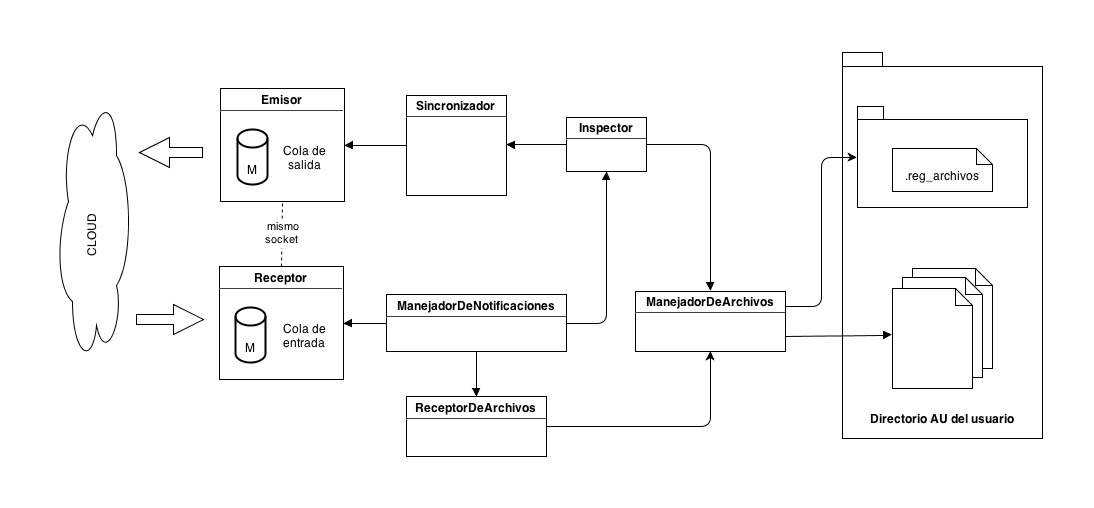 CLOUD
Emisor
M
Cola de
salida
mismo
socket
Receptor
M
Cola de
entrada
Sincronizador
Inspector
ManejadorDeNotificaciones
ReceptorDeArchivos
ManejadorDeArchivos
.reg_archivos
Directorio AU del usuario